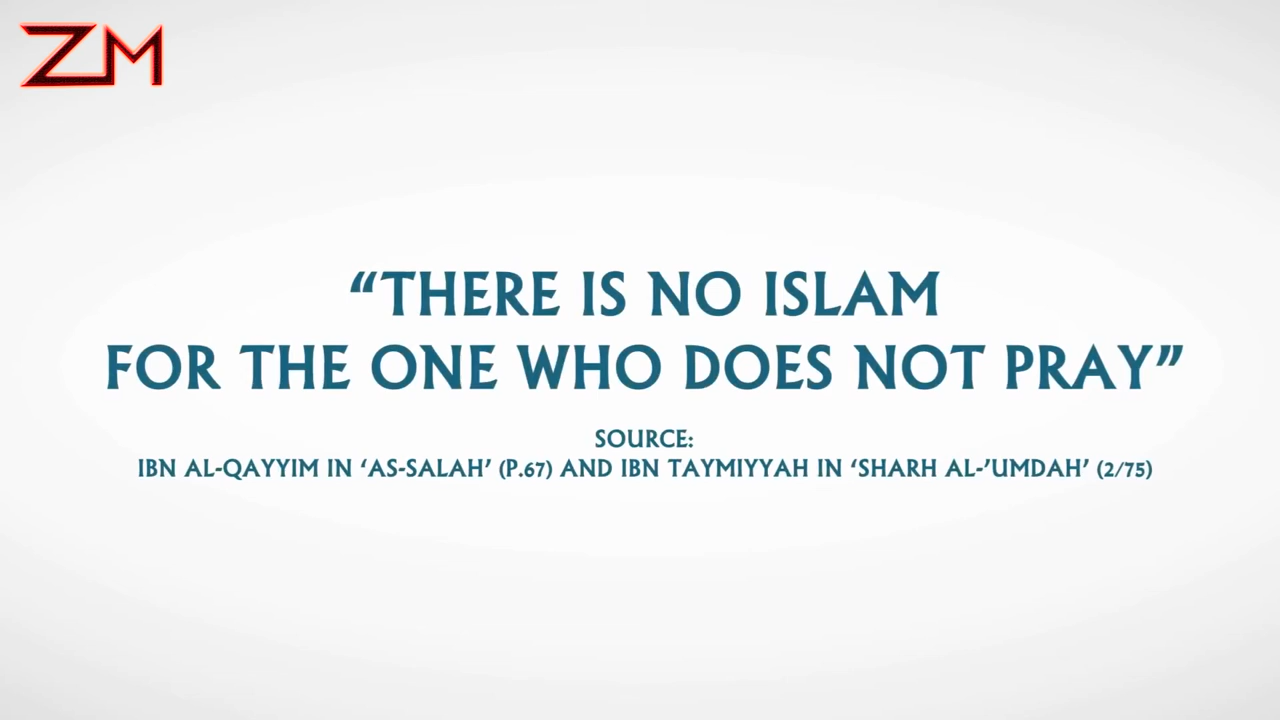 ZM
“THERE IS NO ISLAM
FOR THE ONE WHO DOES NOT PRAY”
SOURCE:
IBN AL-QAYYIM IN ‘AS-SALAH’ (P.67) AND IBN TAYMIYYAH IN ‘SHARH AL-’UMDAH’ (2/75)